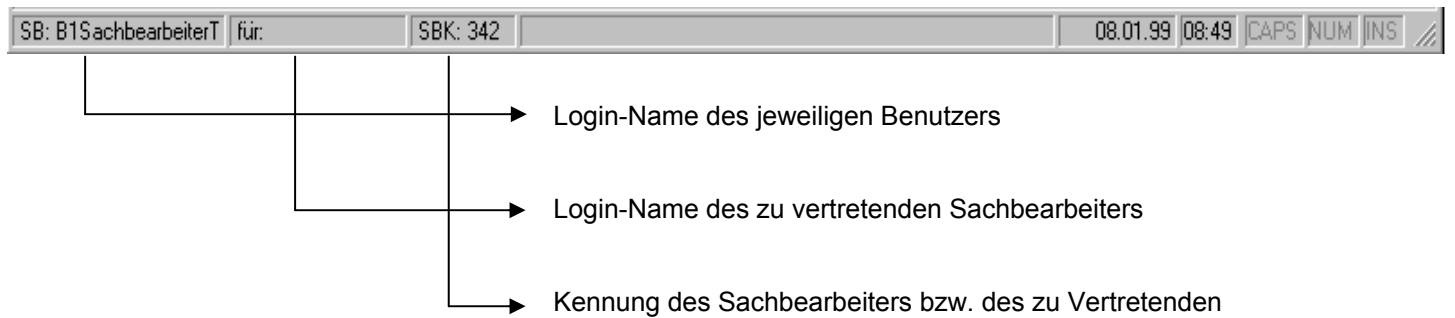 SB: B1SachbearbeiterT für: SBK: 342 08.01.99 08:49 CAPS NUM INS
Login-Name des jeweiligen Benutzers
Login-Name des zu vertretenden Sachbearbeiters
Kennung des Sachbearbeiters bzw. des zu Vertretenden